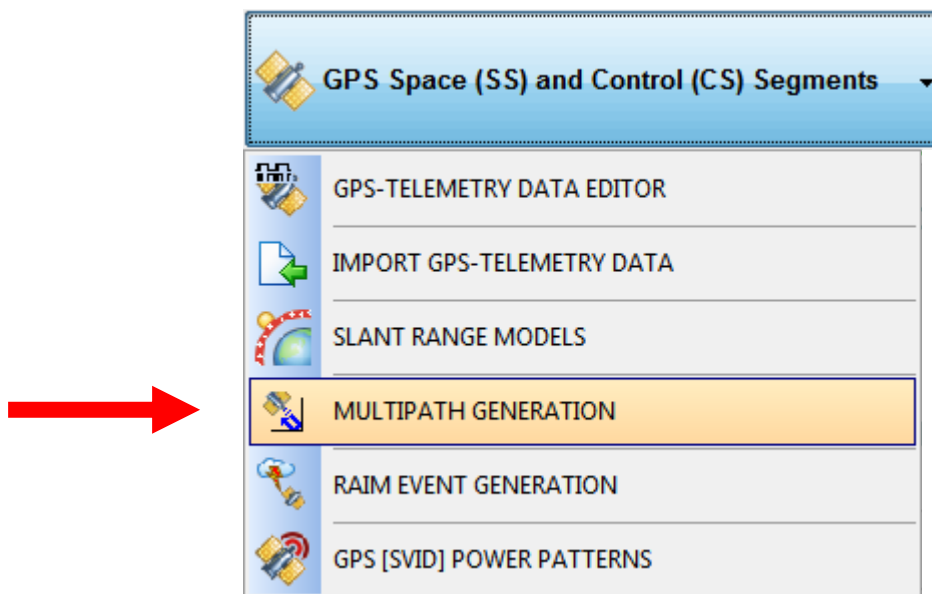 GPS Space (SS) and Control (CS) Segments
GPS-TELEMETRY DATA EDITOR
IMPORT GPS-TELEMETRY DATA
SLANT RANGE MODELS
MULTIPATH GENERATION
RAIM EVENT GENERATION
GPS [SVID] POWER PATTERNS